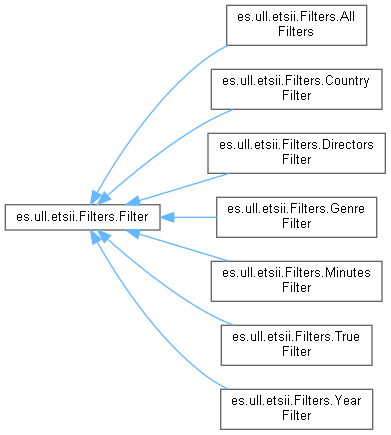 es.ull.etsii.Filters.All
Filters
es.ull.etsii.Filters.Country
Filter
es.ull.etsii.Filters.Directors
Filter
es.ull.etsii.Filters.Filter
es.ull.etsii.Filters.Genre
Filter
es.ull.etsii.Filters.Minutes
Filter
es.ull.etsii.Filters.True
Filter
es.ull.etsii.Filters.Year
Filter